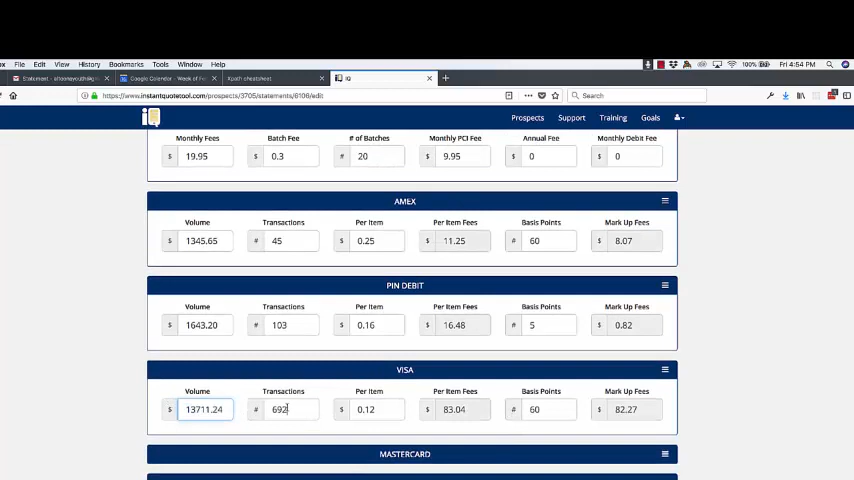 File Edit View History Bookmarks Tools Window Help 100% Fri 4:54 PM
Google Calendar - Week of Fe Xpath cheatsheet IQ
https://www.instantquotetool.com/prospects/3705/statements/6106/edit Search
Prospects Support Training Goals
Monthly Fees Batch Fee # of Batches Monthly PCI Fee Annual Fee Monthly Debit Fee
$ 19.95 $ 0.3 # 20 $ 9.95 $ 0 $ 0
AMEX
Volume Transactions Per Item Per Item Fees Basis Points Mark Up Fees
$ 1345.65 # 45 $ 0.25 $ 11.25 # 60 $ 8.07
PIN DEBIT
Volume Transactions Per Item Per Item Fees Basis Points Mark Up Fees
$ 1643.20 # 103 $ 0.16 $ 16.48 # 5 $ 0.82
VISA
Volume Transactions Per Item Per Item Fees Basis Points Mark Up Fees
$ 13711.24 # 692 $ 0.12 $ 83.04 # 60 $ 82.27
MASTERCARD